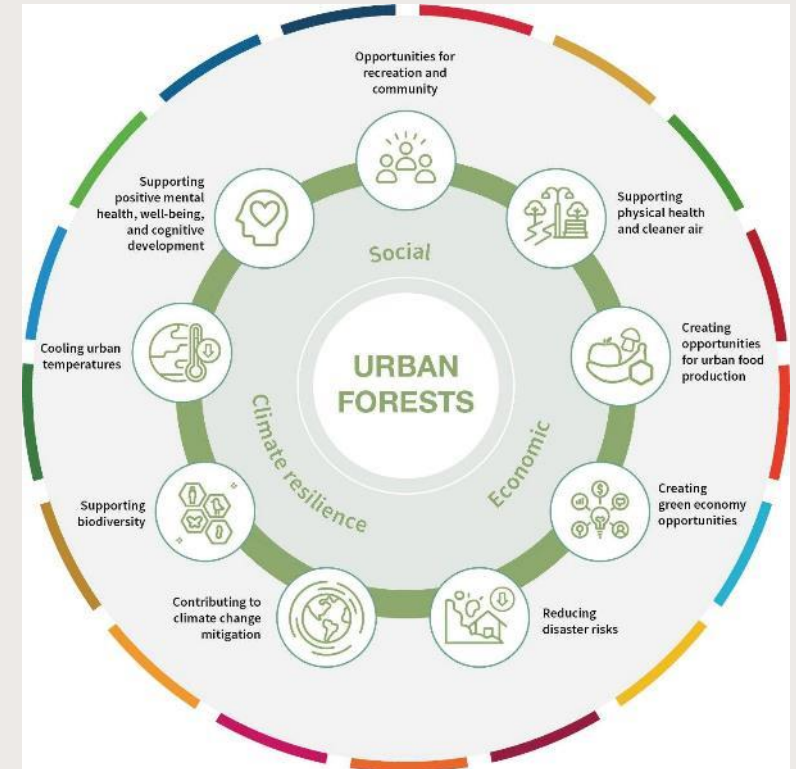 Opportunities for
recreation and
community
Supporting
physical health
and cleaner air
Creating
opportunities
for urban food
production
Creating
green economy
opportunities
Reducing
disaster risks
Contributing to
climate change
mitigation
Supporting
biodiversity
Cooling urban
temperatures
Supporting
positive mental
health, well-being,
and cognitive
development
Social
Economic
Climate resilience
URBAN
FORESTS
$